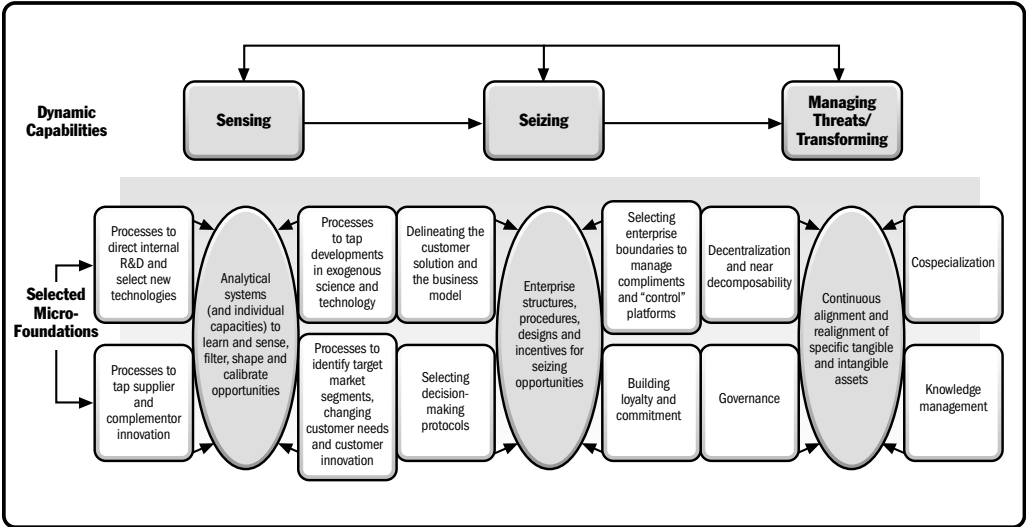 Dynamic
Capabilities
Sensing
Seizing
Managing
Threats/
Transforming
Selected
Micro-
Foundations
Processes to
direct internal
R&D and
select new
technologies
Processes to
tap supplier
and
complementor
innovation
Analytical
systems
(and individual
capacities) to
learn and sense,
filter, shape and
calibrate
opportunities
Processes
to tap
developments
in exogenous
science and
technology
Processes to
identify target
market
segments,
changing
customer needs
and customer
innovation
Delineating the
customer
solution and
the business
model
Selecting
decision-
making
protocols
Enterprise
structures,
procedures,
designs and
incentives for
seizing
opportunities
Selecting
enterprise
boundaries to
manage
compliments
and “control”
platforms
Building
loyalty and
commitment
Decentralization
and near
decomposability
Governance
Continuous
alignment and
realignment of
specific tangible
and intangible
assets
Cospecialization
Knowledge
management